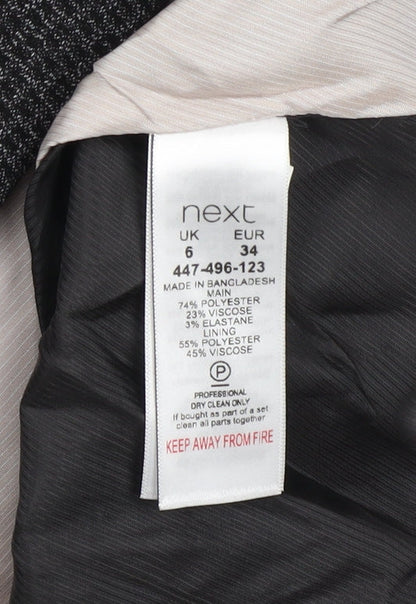 next
UK EUR
6 34
447-496-123
MADE IN BANGLADESH
MAIN
74% POLYESTER
23% VISCOSE
3% ELASTANE
LINING
55% POLYESTER
45% VISCOSE
P
PROFESSIONAL
DRY CLEAN ONLY
If bought as part of a set
clean all parts together
KEEP AWAY FROM FIRE